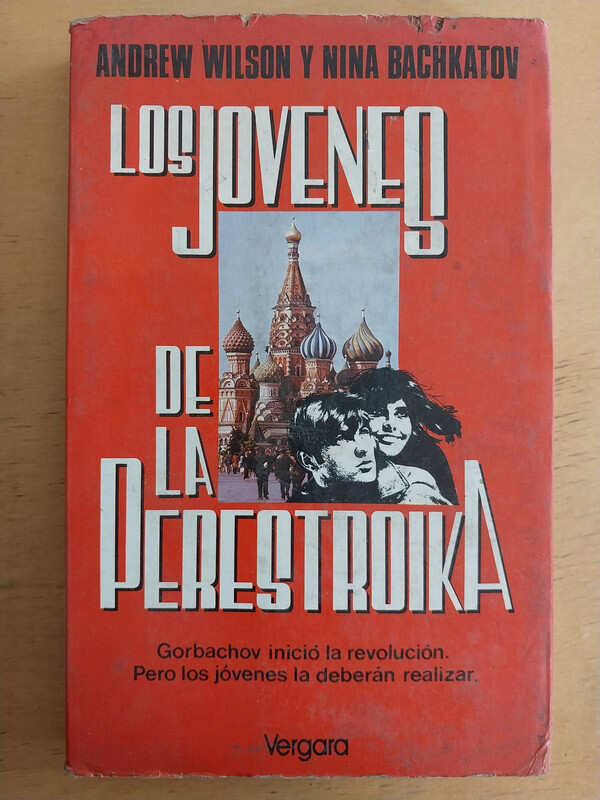 ANDREW WILSON Y NINA BACHKATOV
LOS JOVENES
DE
LA
PERESTROIKA
Gorbachov inició la revolución.
Pero los jóvenes la deberán realizar.
Vergara